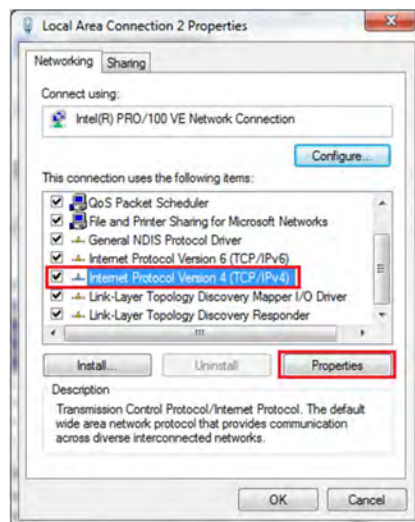 Local Area Connection 2 Properties
Networking
Sharing
Connect using:
Intel(R) PRO/100 VE Network Connection
Configure...
This connection uses the following items:
QoS Packet Scheduler
File and Printer Sharing for Microsoft Networks
General NDIS Protocol Driver
Internet Protocol Version 6 (TCP/IPv6)
Internet Protocol Version 4 (TCP/IPv4)
Link-Layer Topology Discovery Mapper I/O Driver
Link-Layer Topology Discovery Responder
Install...
Uninstall
Properties
Description
Transmission Control Protocol/Internet Protocol. The default
wide area network protocol that provides communication
across diverse interconnected networks.
OK
Cancel